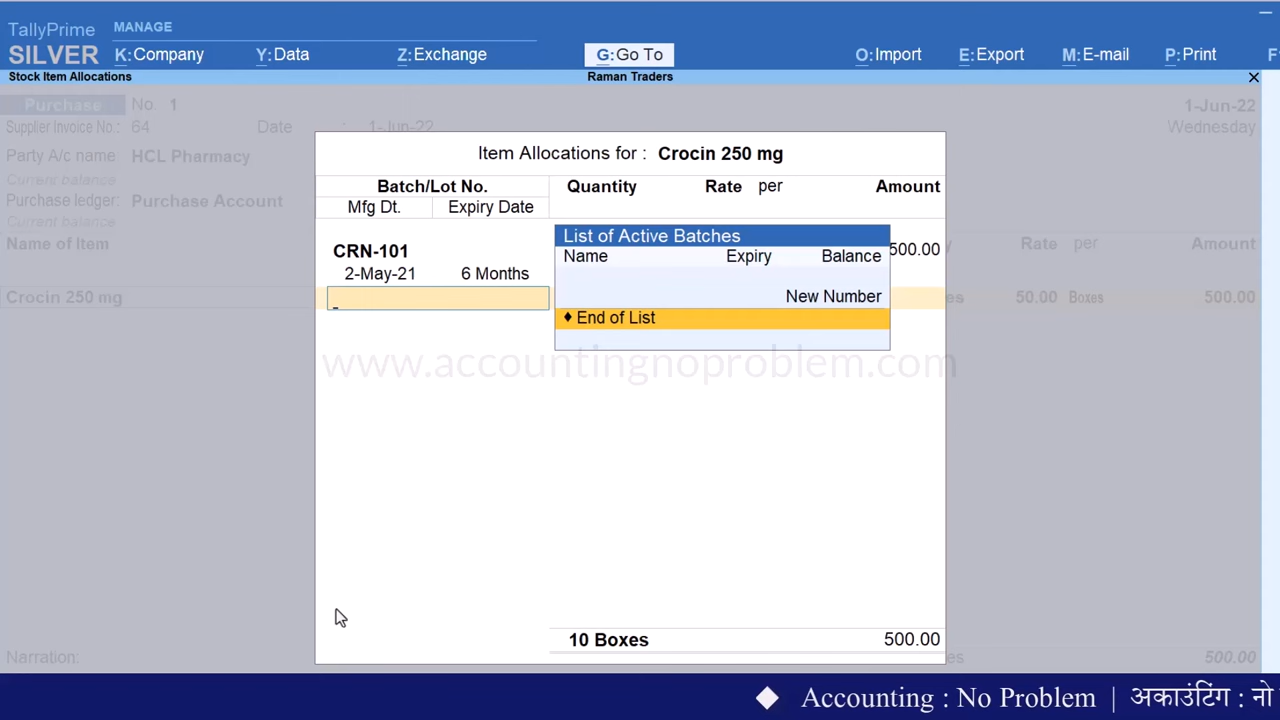 TallyPrime MANAGE
SILVER K:Company Y:Data Z:Exchange G:Go To O:Import E:Export M:E-mail P:Print F
Stock Item Allocations Raman Traders
Purchase No. 1 1-Jun-22
Supplier Invoice No.: 64 Date : 1-Jun-22 Wednesday
Party A/c name HCL Pharmacy
Current balance
Purchase ledger: Purchase Account
Current balance
Name of Item Rate per Amount
Crocin 250 mg 50.00 Boxes 500.00
Item Allocations for : Crocin 250 mg
Batch/Lot No. Quantity Rate per Amount
Mfg Dt. Expiry Date
CRN-101 500.00
2-May-21 6 Months
List of Active Batches
Name Expiry Balance
New Number
♦ End of List
www.accountingnoproblem.com
10 Boxes 500.00
Narration: 500.00
◆ Accounting : No Problem | अकाउंटिंग : नो